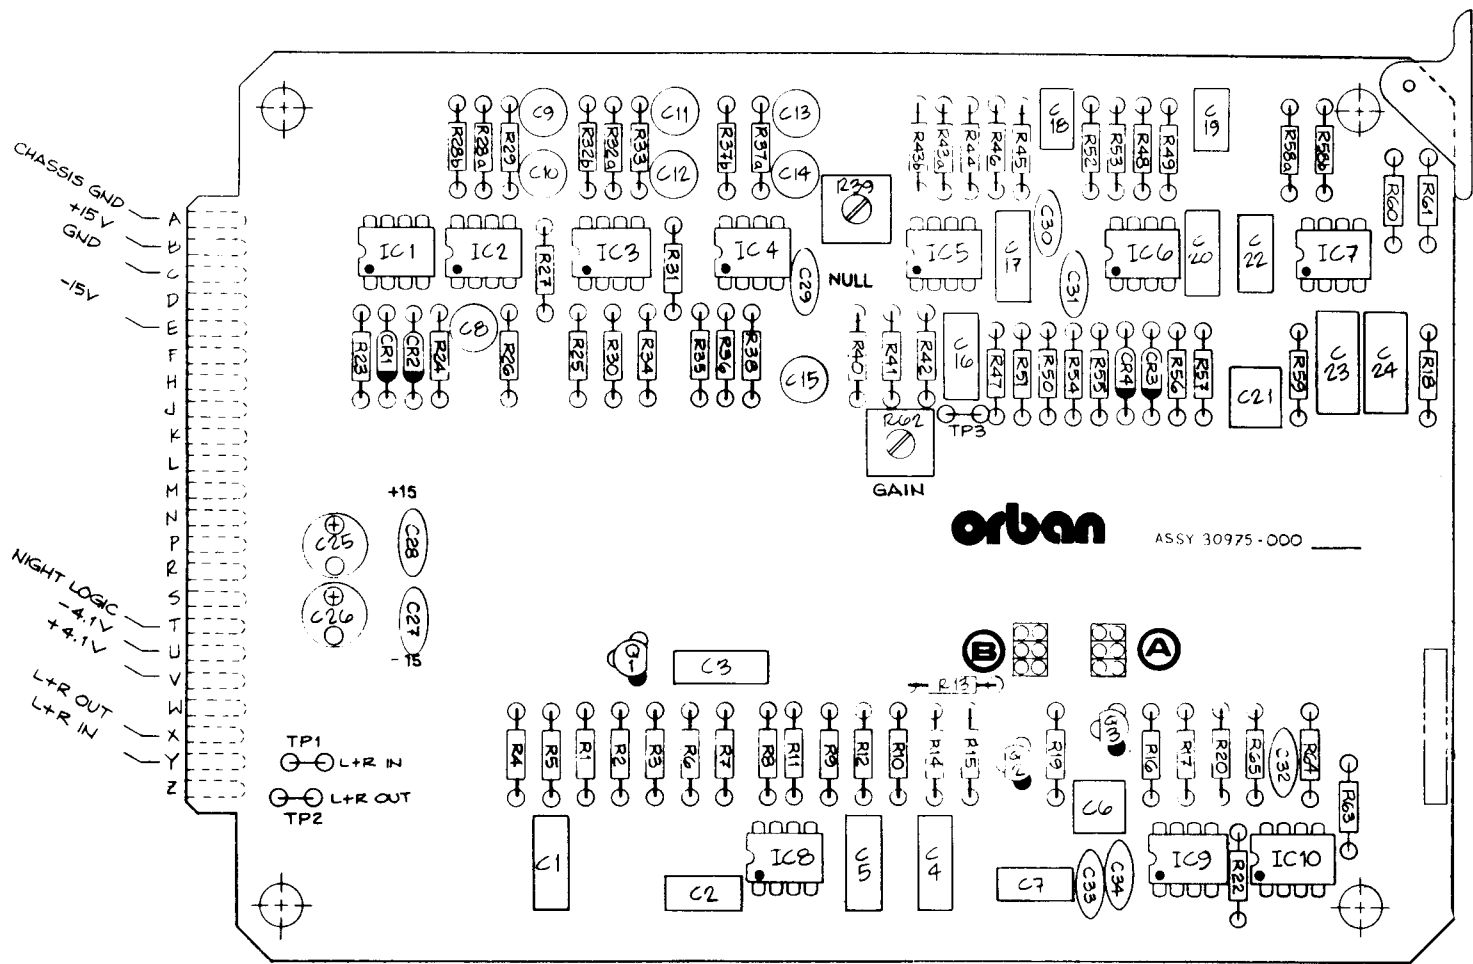 R28b R28a R29 C9 R32b R32a R33 C11 R37b R37a C13
C10 C12 C14
R43b R43a R44 R46 R45 C18 R52 R53 R48 R49 C19 R58a R58b
R60 R61
R39
NULL
CHASSIS GND
+15V
GND
-15V
A
B
C
D
E
F
H
J
K
L
M
N
P
R
S
T
U
V
W
X
Y
Z
IC1 IC2 R27 IC3 R31 IC4 C29 IC5 C17 C30 C31 IC6 C20 C22 IC7
R23 CR1 CR2 R24 C8 R26 R25 R30 R34 R35 R36 R38 C15 R40 R41 R42 C16 R47 R51 R50 R54 R55 CR4 CR3 R56 R57 C21 R59 C23 C24 R18
R62
GAIN
TP3
+15
C25 C28
C26 C27
-15
orban
ASSY 30975-000
NIGHT LOGIC
-4.1V
+4.1V
L+R OUT
L+R IN
Q1 C3
B A
R13
TP1
L+R IN
L+R OUT
TP2
R4 R5 R1 R2 R3 R6 R7 R8 R11 R9 R12 R10 R14 R15 Q2 R19 Q3 R16 R17 R20 R65 C32 R64
R63
C6
C1 C2 IC8 C5 C4 C7 C33 C34 IC9 R22 IC10